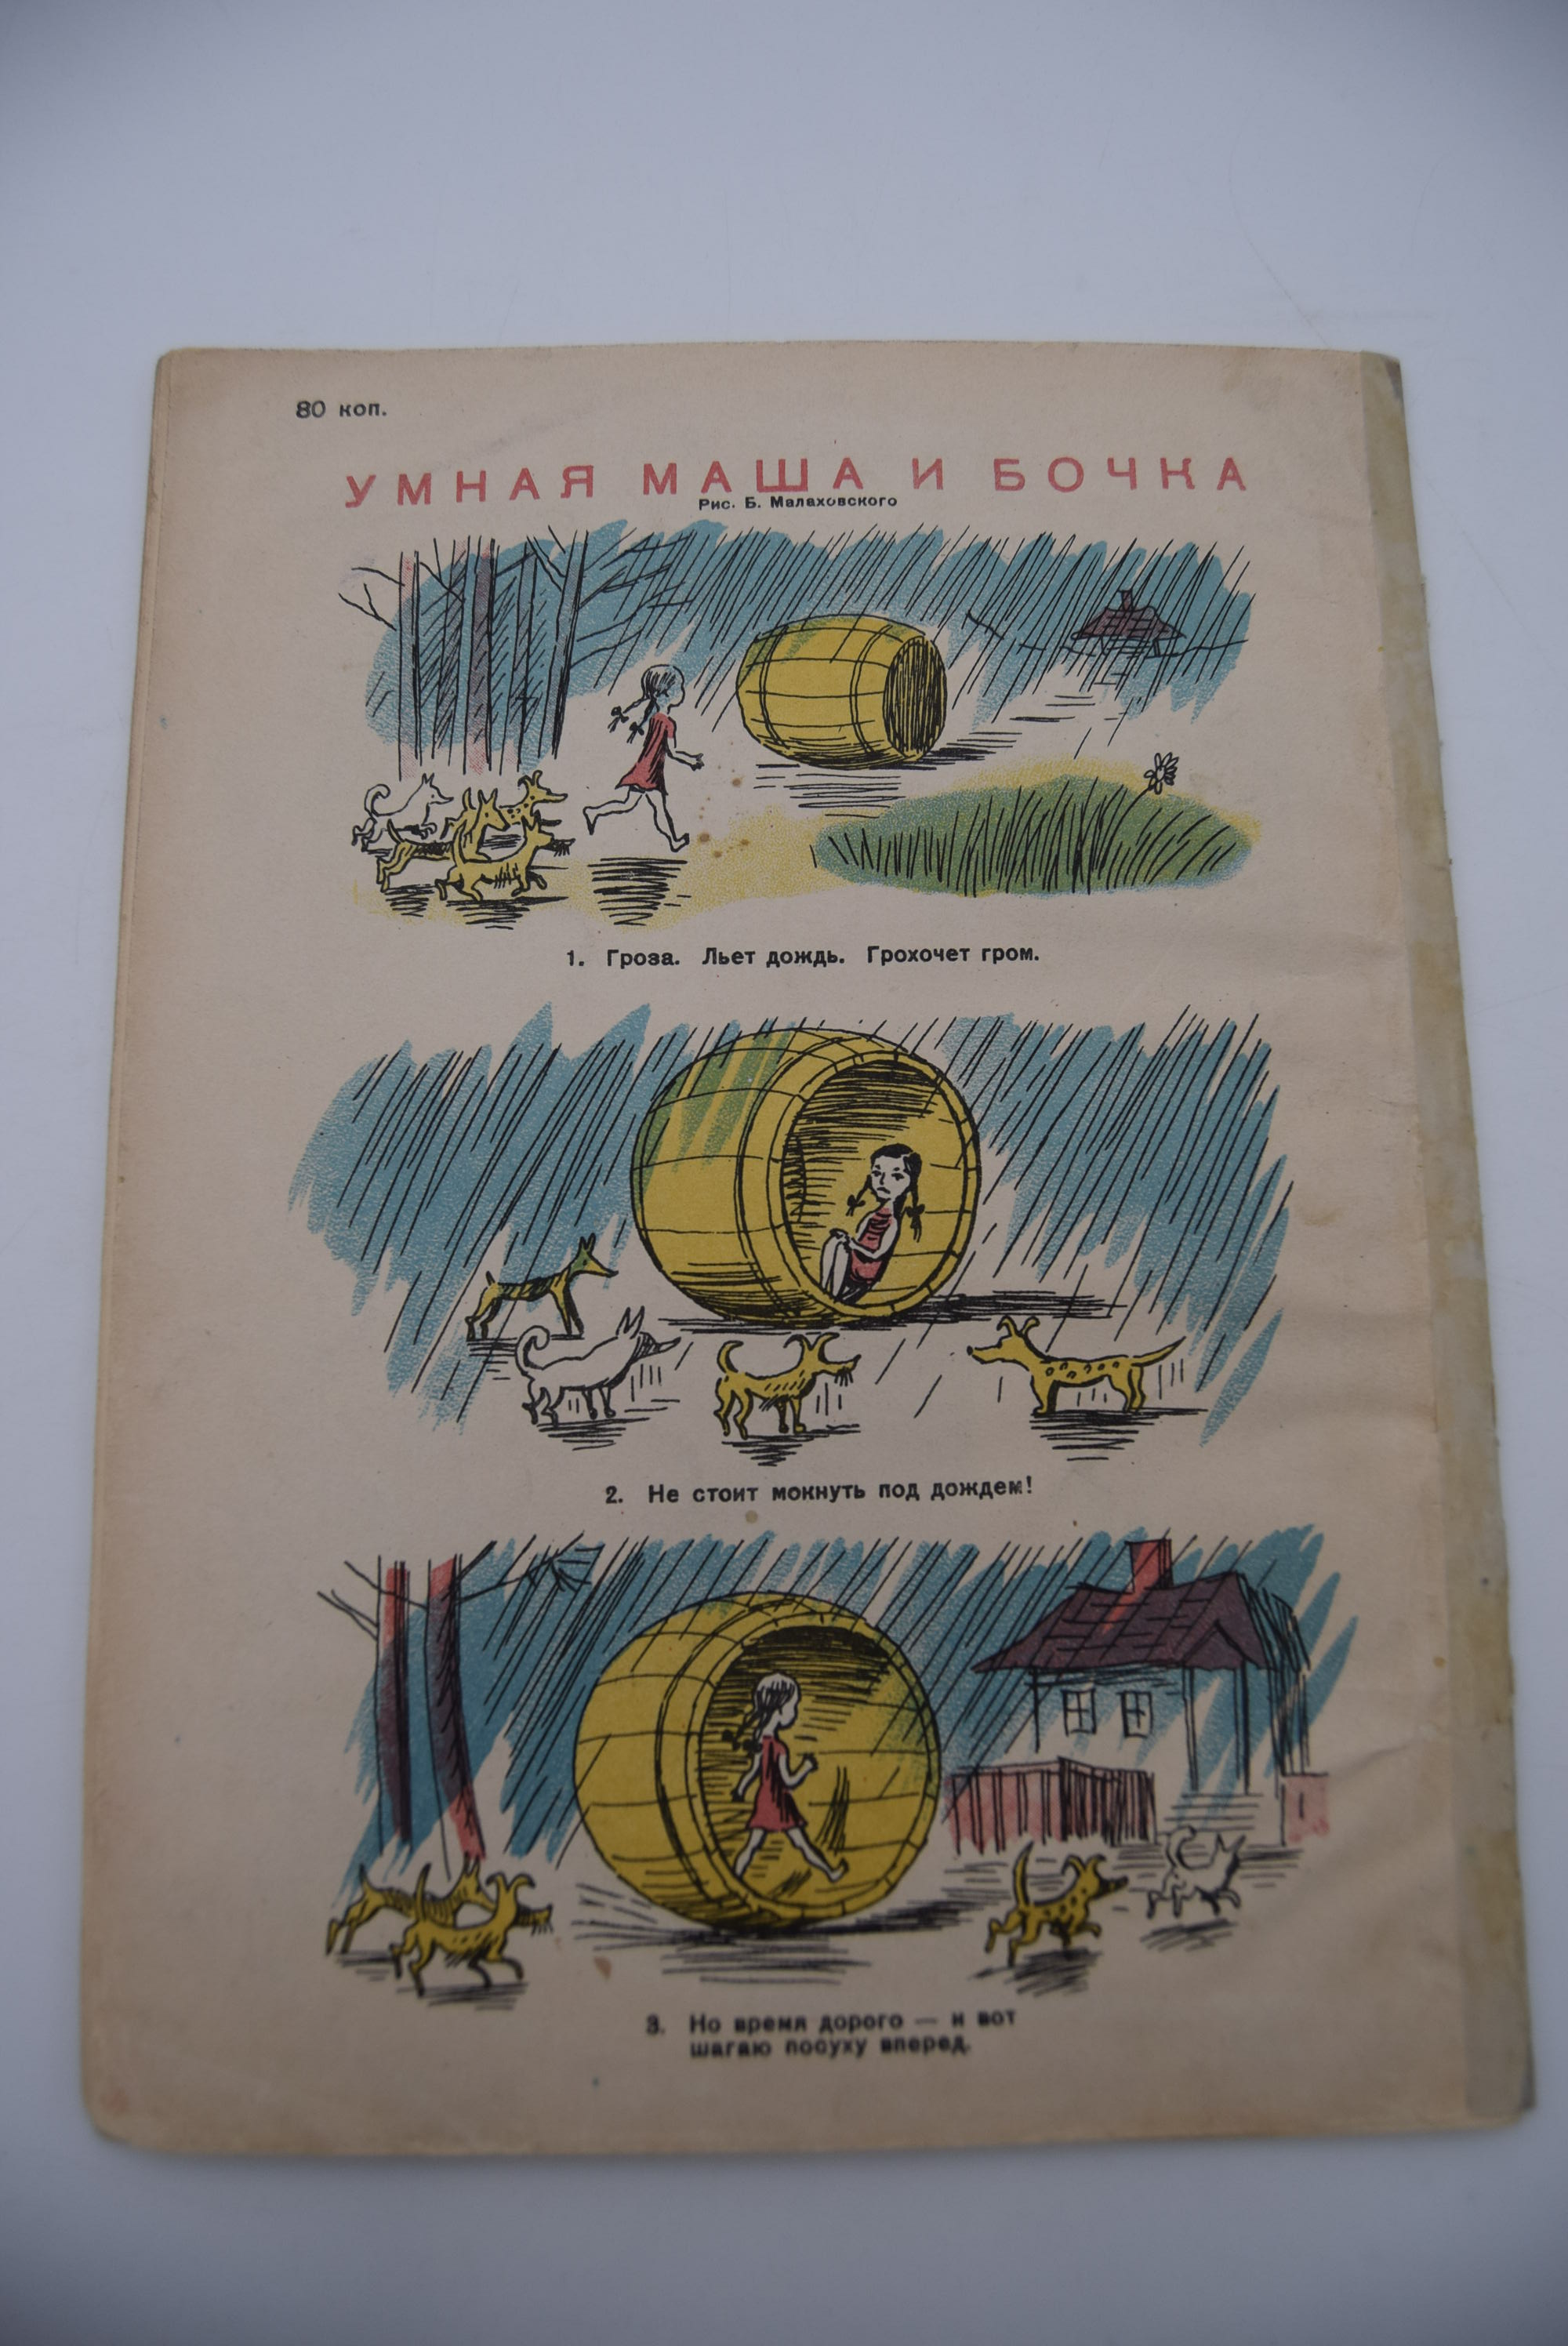 80 коп.
УМНАЯ МАША И БОЧКА
Рис. Б. Малаховского
1. Гроза. Льет дождь. Грохочет гром.
2. Не стоит мокнуть под дождем!
3. Но время дорого — и вот
шагаю посуху вперед.